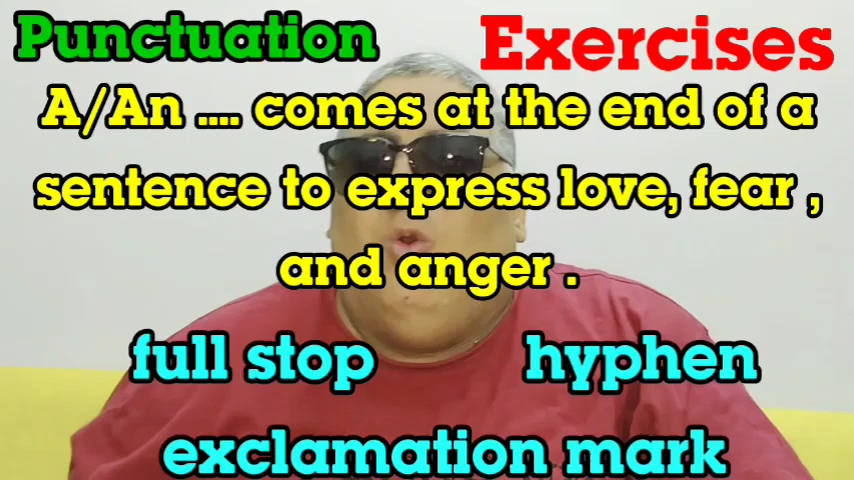 Punctuation Exercises
A/An .... comes at the end of a
sentence to express love, fear ,
and anger .
full stop hyphen
exclamation mark